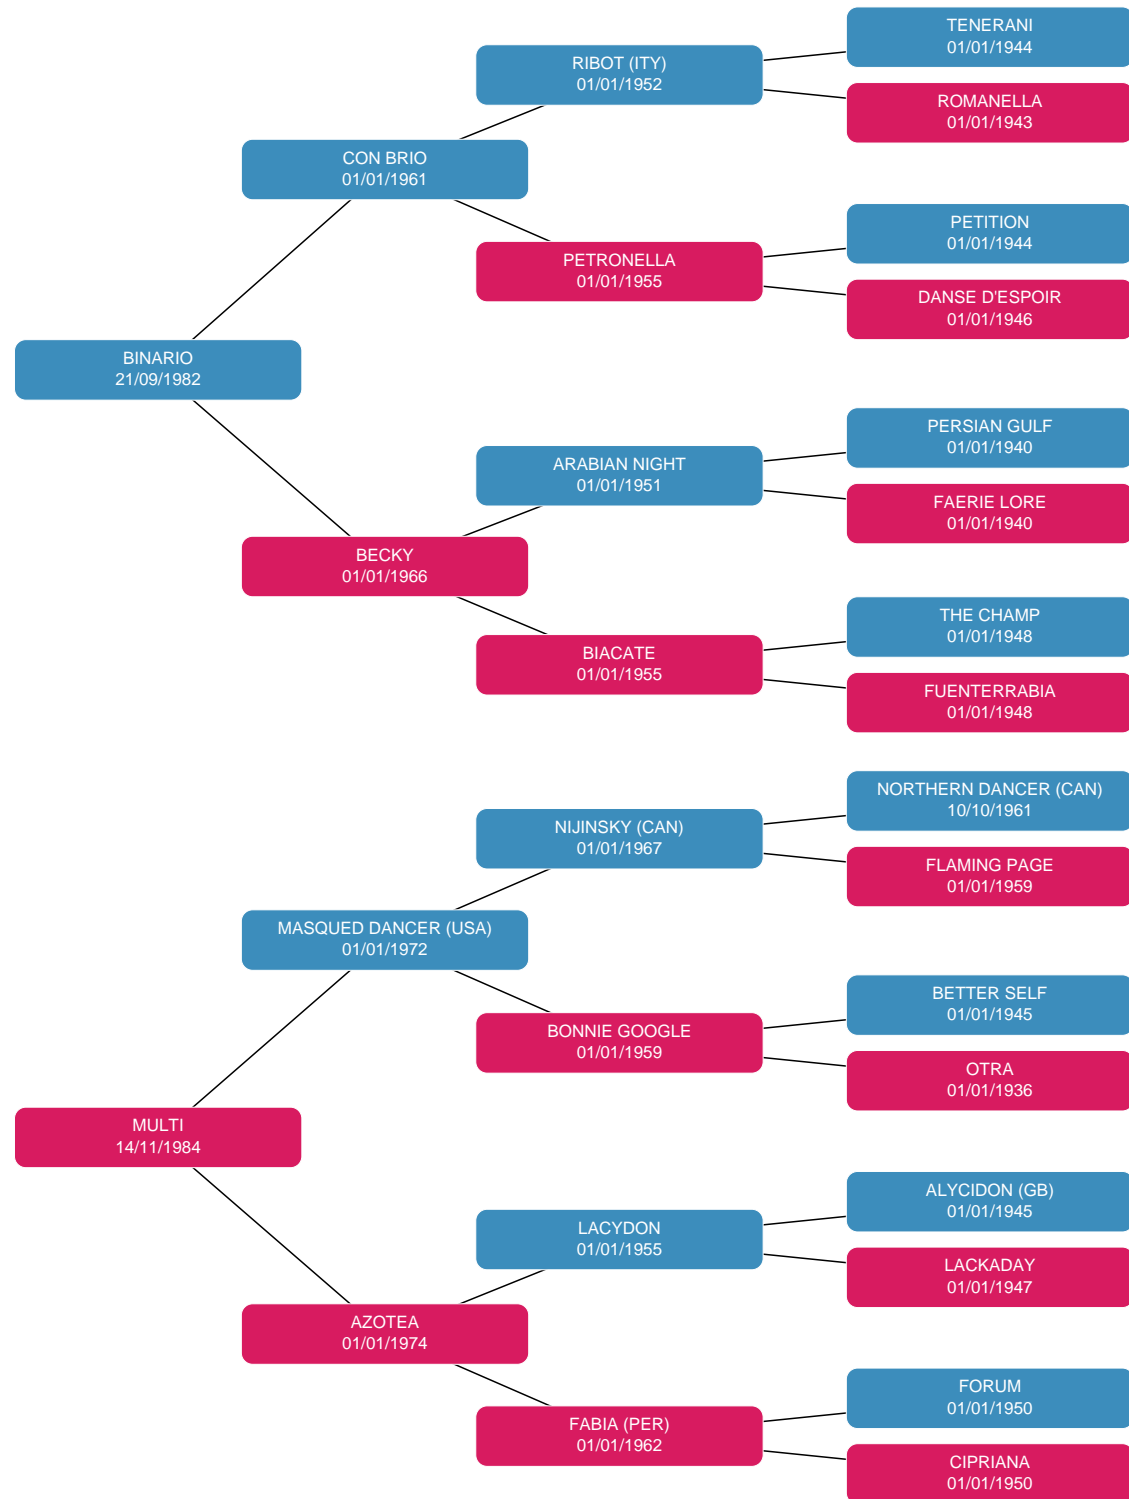 TENERANI
01/01/1944
RIBOT (ITY)
01/01/1952
ROMANELLA
01/01/1943
CON BRIO
01/01/1961
PETITION
01/01/1944
PETRONELLA
01/01/1955
DANSE D'ESPOIR
01/01/1946
BINARIO
21/09/1982
PERSIAN GULF
01/01/1940
ARABIAN NIGHT
01/01/1951
FAERIE LORE
01/01/1940
BECKY
01/01/1966
THE CHAMP
01/01/1948
BIACATE
01/01/1955
FUENTERRABIA
01/01/1948
NORTHERN DANCER (CAN)
10/10/1961
NIJINSKY (CAN)
01/01/1967
FLAMING PAGE
01/01/1959
MASQUED DANCER (USA)
01/01/1972
BETTER SELF
01/01/1945
BONNIE GOOGLE
01/01/1959
OTRA
01/01/1936
MULTI
14/11/1984
ALYCIDON (GB)
01/01/1945
LACYDON
01/01/1955
LACKADAY
01/01/1947
AZOTEA
01/01/1974
FORUM
01/01/1950
FABIA (PER)
01/01/1962
CIPRIANA
01/01/1950